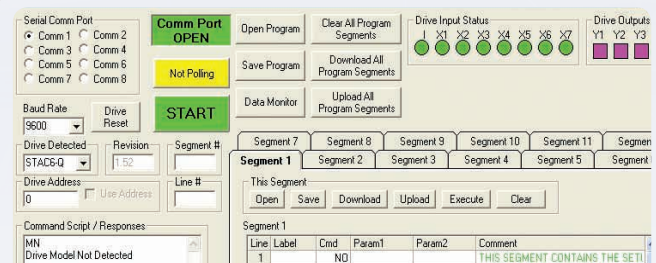 Serial Comm Port
Comm 1 Comm 2
Comm 3 Comm 4
Comm 5 Comm 6
Comm 7 Comm 8
Comm Port OPEN
Not Polling
START
Open Program
Save Program
Data Monitor
Clear All Program Segments
Download All Program Segments
Upload All Program Segments
Drive Input Status
I X1 X2 X3 X4 X5 X6 X7
Drive Outputs
Y1 Y2 Y3
Baud Rate
9600
Drive Reset
Drive Detected
STAC6-Q
Revision
1.52
Segment #
Drive Address
0
Use Address
Line #
Command Script / Responses
MN
Drive Model Not Detected
Segment 7 Segment 8 Segment 9 Segment 10 Segment 11
Segment 1 Segment 2 Segment 3 Segment 4 Segment 5
This Segment
Open Save Download Upload Execute Clear
Segment 1
Line Label Cmd Param1 Param2 Comment
1 NO THIS SEGMENT CONTAINS THE